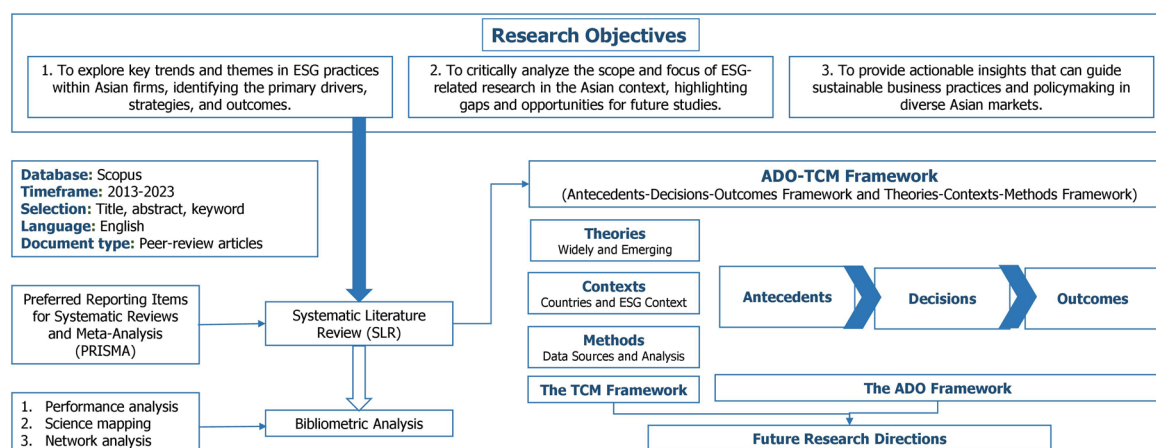 Research Objectives
1. To explore key trends and themes in ESG practices
within Asian firms, identifying the primary drivers,
strategies, and outcomes.
2. To critically analyze the scope and focus of ESG-
related research in the Asian context, highlighting
gaps and opportunities for future studies.
3. To provide actionable insights that can guide
sustainable business practices and policymaking in
diverse Asian markets.
Database: Scopus
Timeframe: 2013-2023
Selection: Title, abstract, keyword
Language: English
Document type: Peer-review articles
Preferred Reporting Items
for Systematic Reviews
and Meta-Analysis
(PRISMA)
Systematic Literature
Review (SLR)
1. Performance analysis
2. Science mapping
3. Network analysis
Bibliometric Analysis
ADO-TCM Framework
(Antecedents-Decisions-Outcomes Framework and Theories-Contexts-Methods Framework)
Theories
Widely and Emerging
Contexts
Countries and ESG Context
Methods
Data Sources and Analysis
The TCM Framework
Antecedents
Decisions
Outcomes
The ADO Framework
Future Research Directions